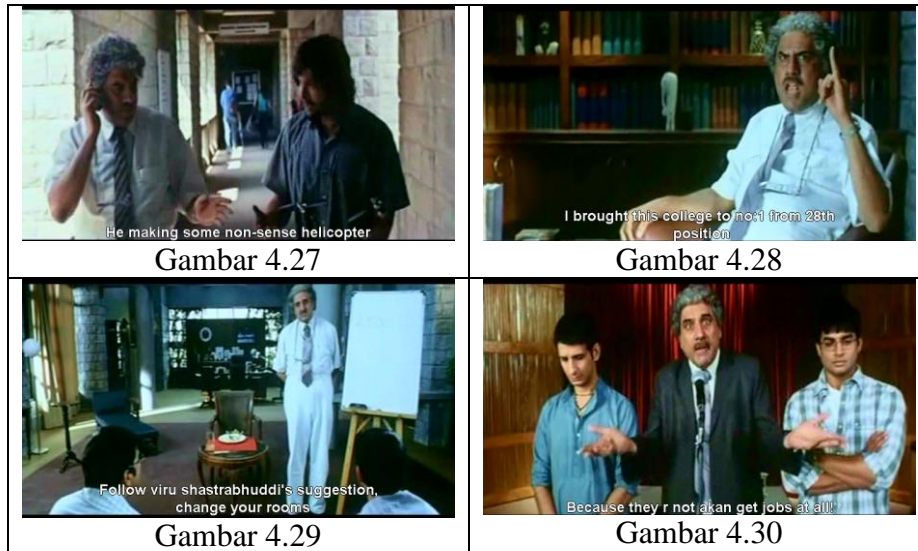 He making some non-sense helicopter
Gambar 4.27
I brought this college to no:1 from 28th
position
Gambar 4.28
Follow viru shastrabhuddi's suggestion,
change your rooms
Gambar 4.29
Because they r not akan get jobs at all!
Gambar 4.30